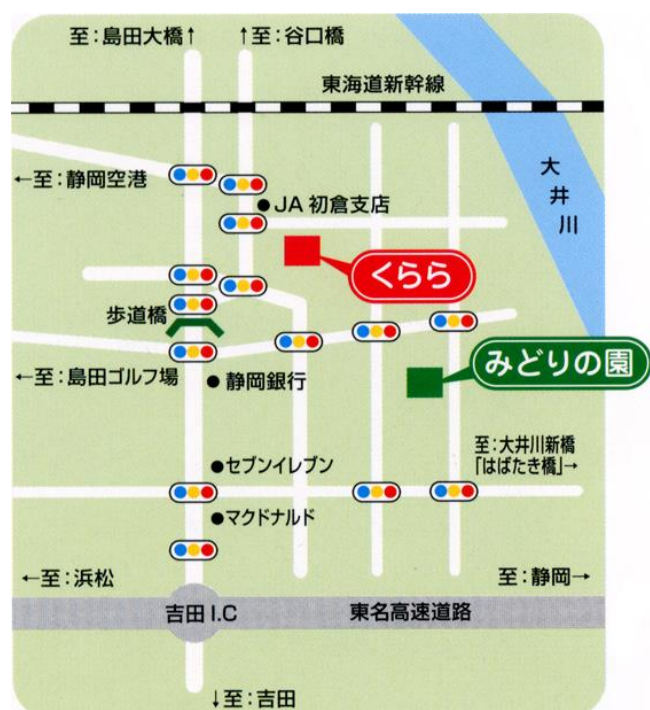 至：島田大橋↑
↑至：谷口橋
東海道新幹線
大井川
←至：静岡空港
●JA 初倉支店
くらら
歩道橋
←至：島田ゴルフ場
●静岡銀行
みどりの園
至：大井川新橋
「はばたき橋」→
●セブンイレブン
●マクドナルド
←至：浜松
至：静岡→
吉田 I.C
東名高速道路
↓至：吉田